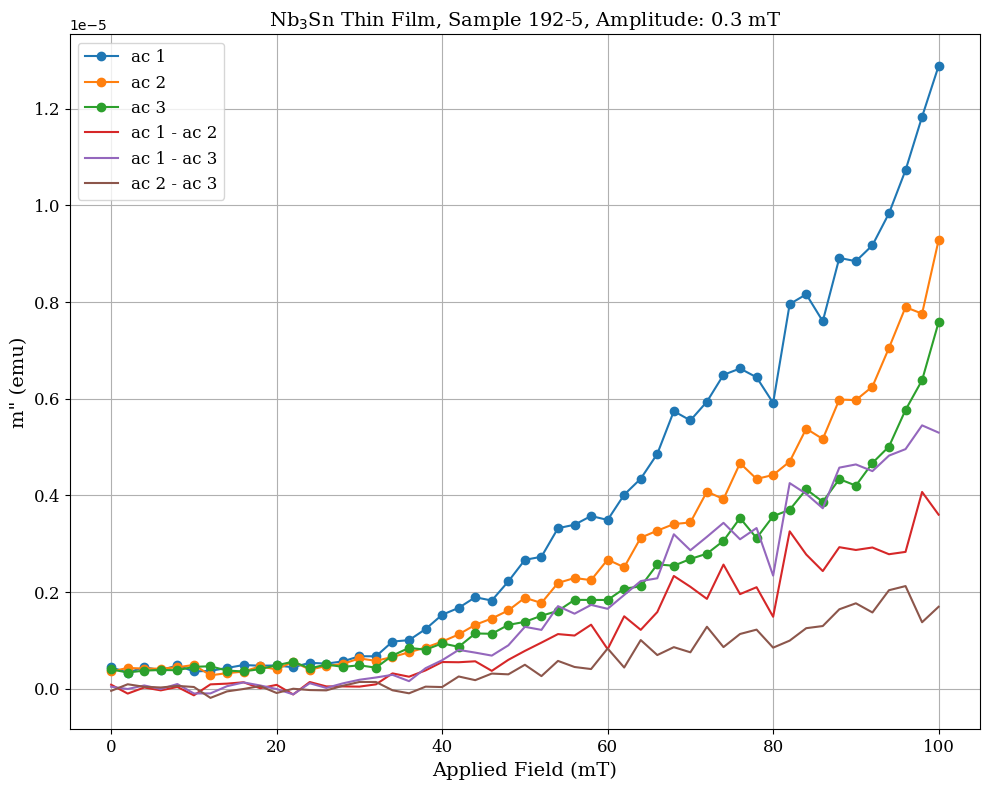 Nb₃Sn Thin Film, Sample 192-5, Amplitude: 0.3 mT
1e−5
ac 1
ac 2
ac 3
ac 1 - ac 2
ac 1 - ac 3
ac 2 - ac 3
1.2
1.0
0.8
0.6
0.4
0.2
0.0
m" (emu)
0 20 40 60 80 100
Applied Field (mT)